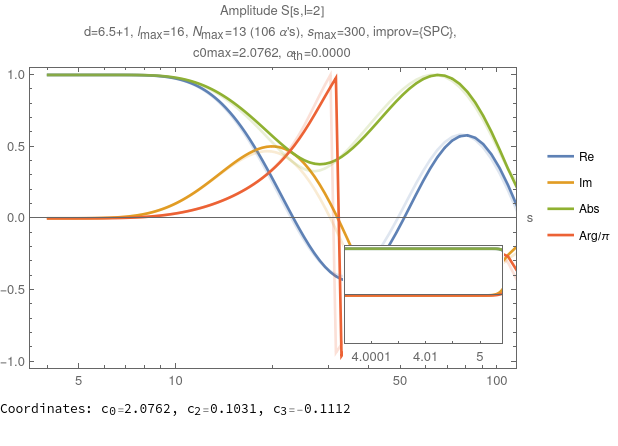 Amplitude S[s,l=2]
d=6.5+1, lmax=16, Nmax=13 (106 α's), smax=300, improv={SPC},
c0max=2.0762, αth=0.0000
1.0
0.5
0.0
−0.5
−1.0
5
10
50
100
s
4.0001
4.01
5
Re
Im
Abs
Arg/π
Coordinates: c0=2.0762, c2=0.1031, c3=-0.1112